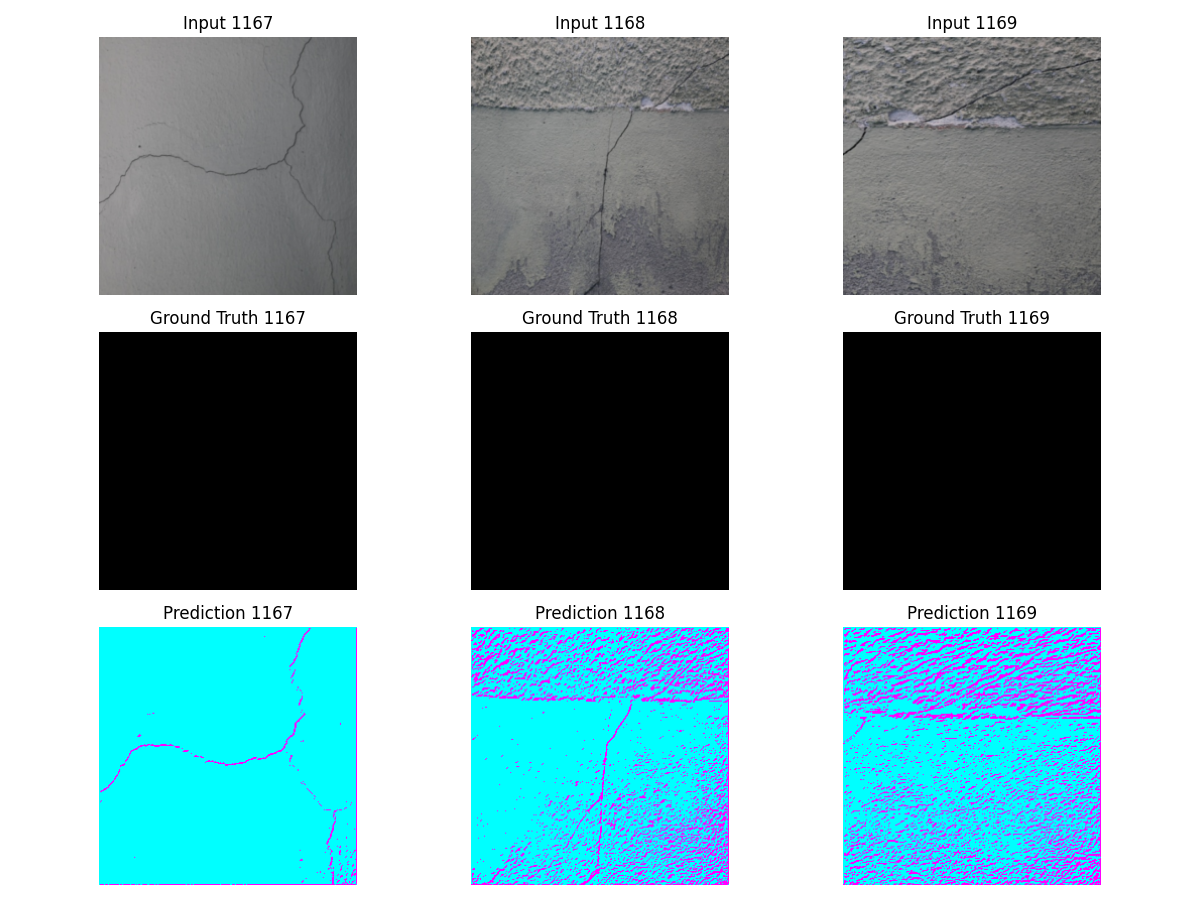 Input 1167
Input 1168
Input 1169
Ground Truth 1167
Ground Truth 1168
Ground Truth 1169
Prediction 1167
Prediction 1168
Prediction 1169